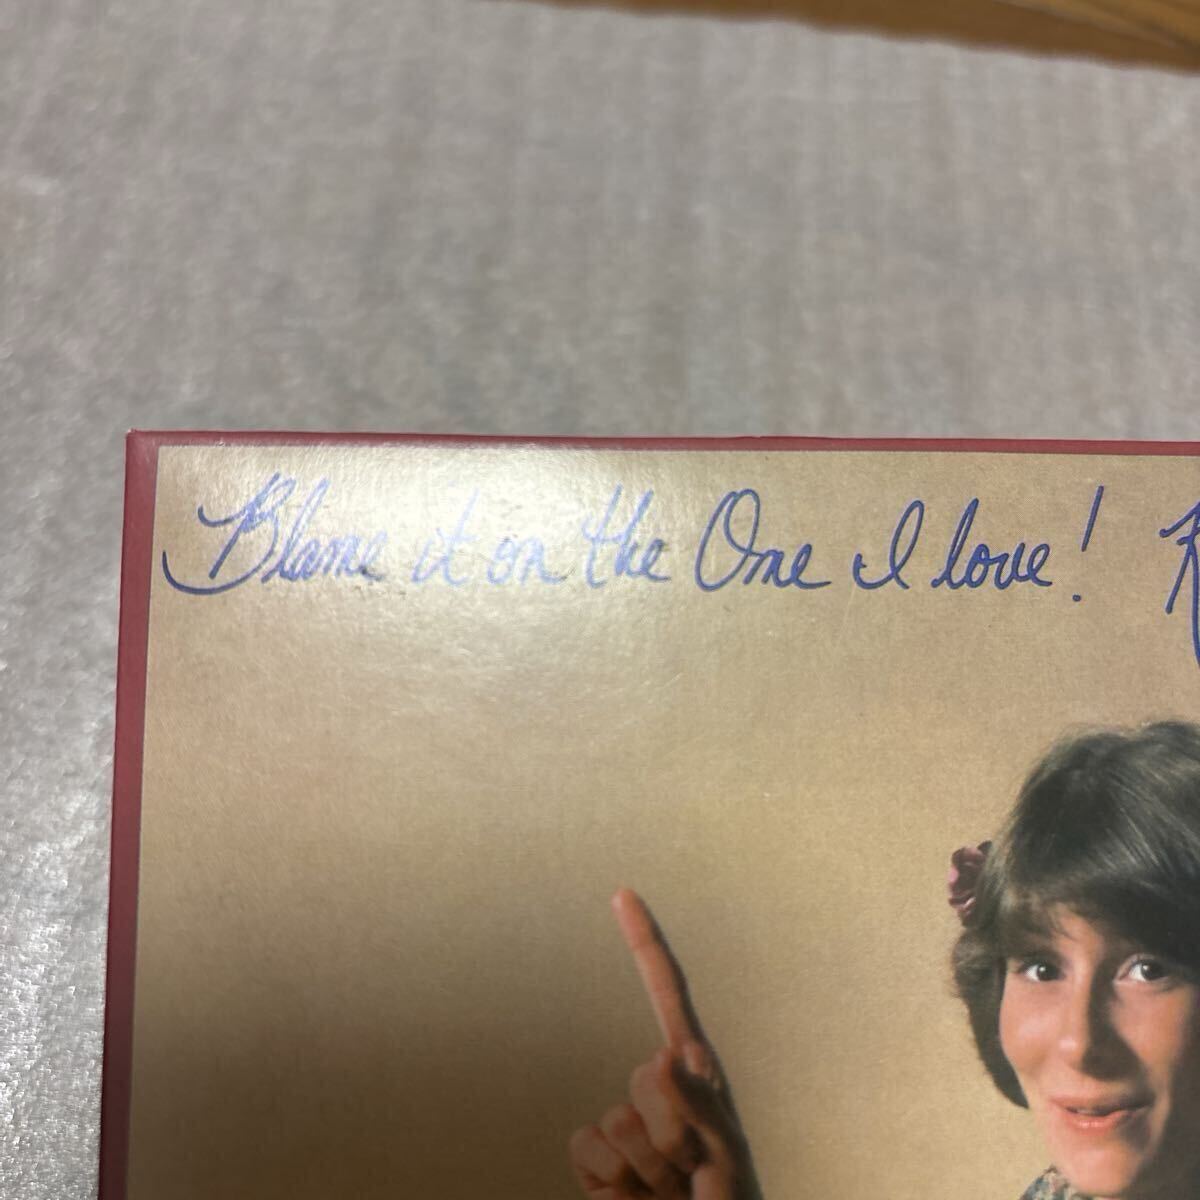 Blame it on the One I love!